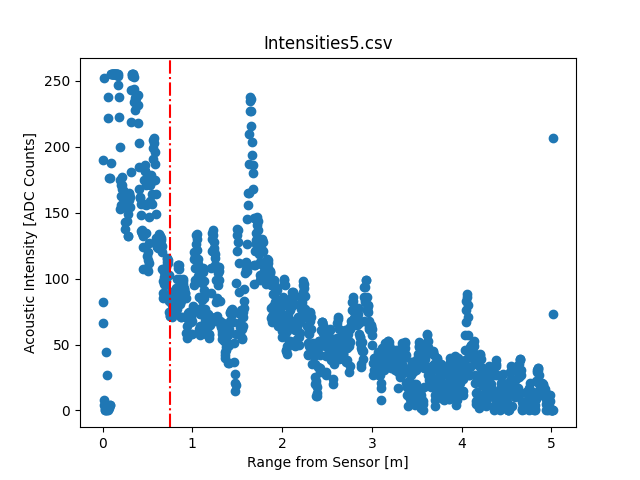 Intensities5.csv
250
200
150
100
50
0
Acoustic Intensity [ADC Counts]
0 1 2 3 4 5
Range from Sensor [m]